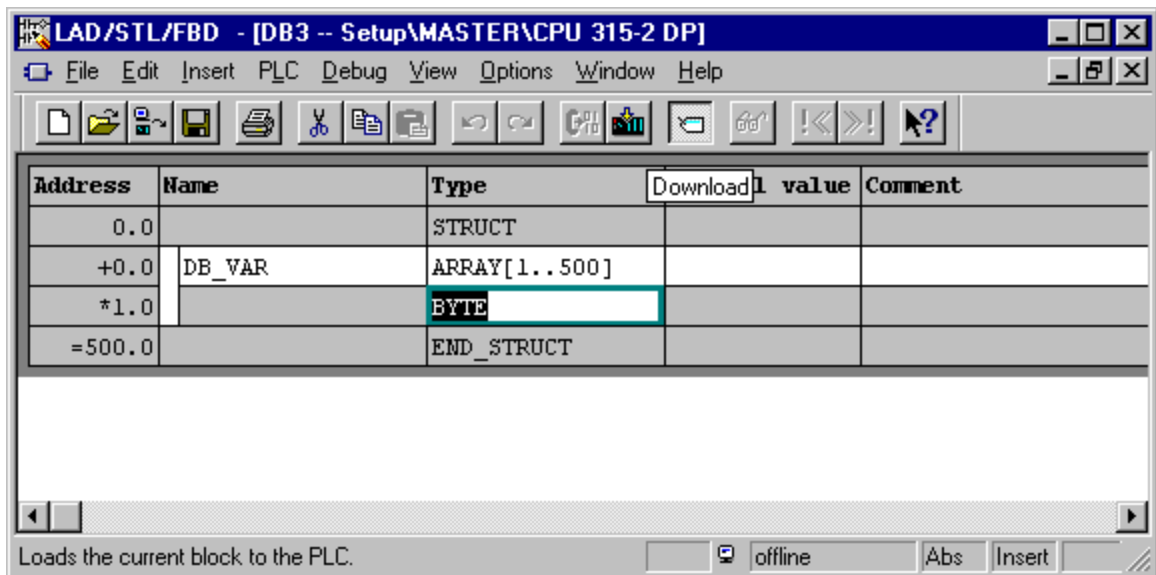 LAD/STL/FBD - [DB3 -- Setup\MASTER\CPU 315-2 DP]
File Edit Insert PLC Debug View Options Window Help
Address Name Type Download l value Comment
0.0 STRUCT
+0.0 DB_VAR ARRAY[1..500]
*1.0 BYTE
=500.0 END_STRUCT
Loads the current block to the PLC. offline Abs Insert